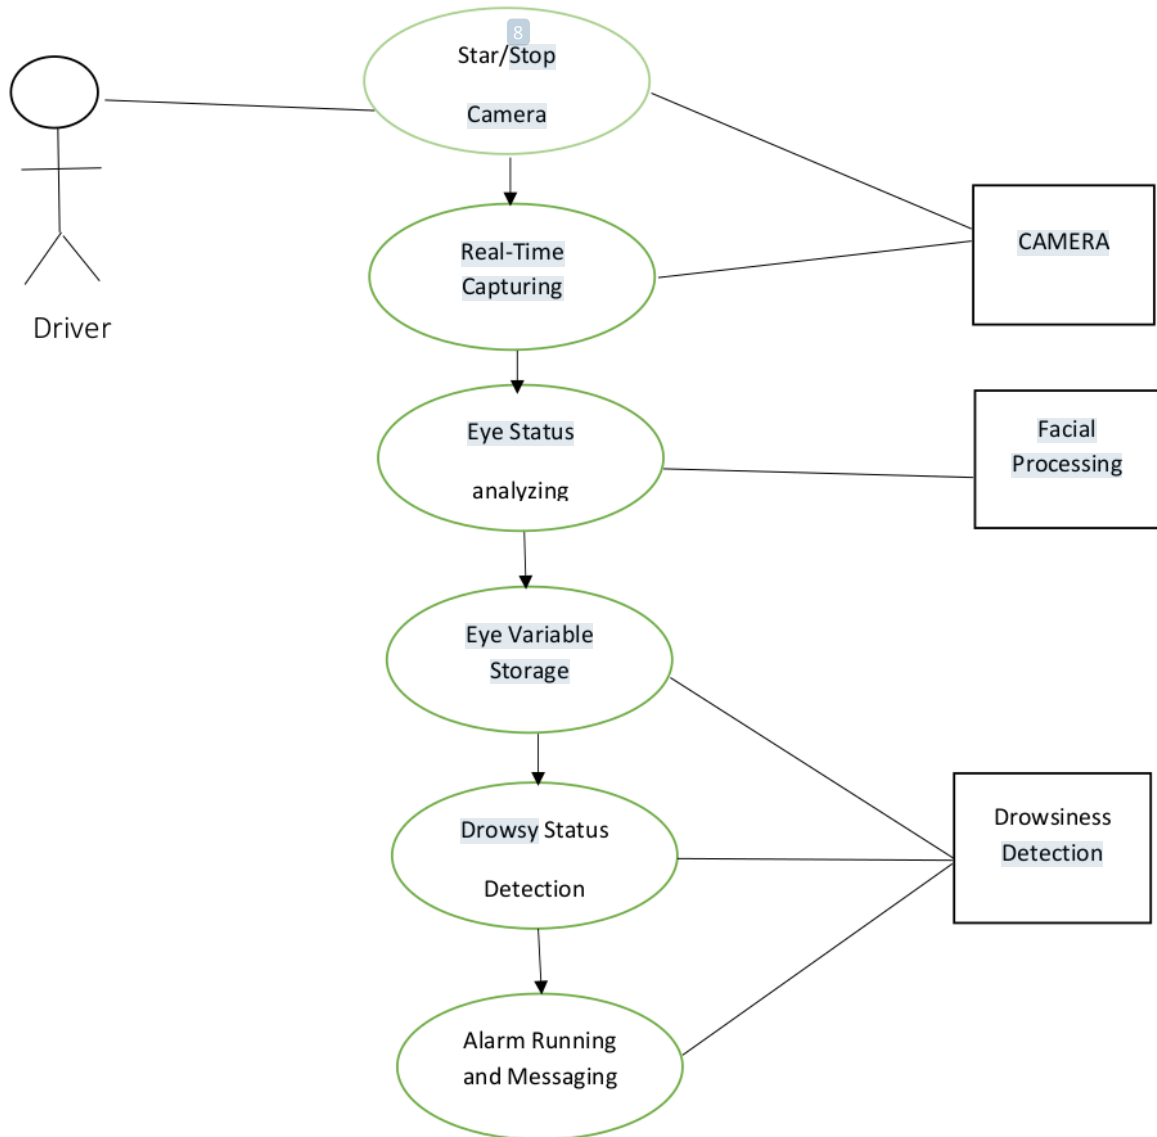 8
Star/Stop
Camera
Driver
Real-Time
Capturing
CAMERA
Eye Status
analyzing
Facial
Processing
Eye Variable
Storage
Drowsy Status
Detection
Drowsiness
Detection
Alarm Running
and Messaging